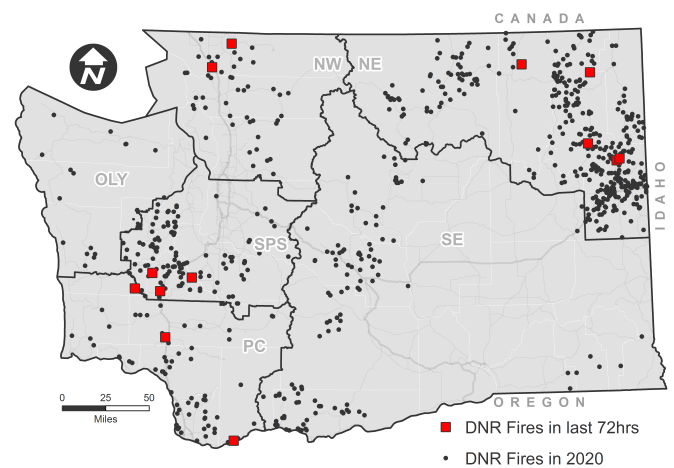 CANADA
N
NW NE
OLY
IDAHO
SPS
SE
PC
0 25 50
Miles
OREGON
DNR Fires in last 72hrs
DNR Fires in 2020